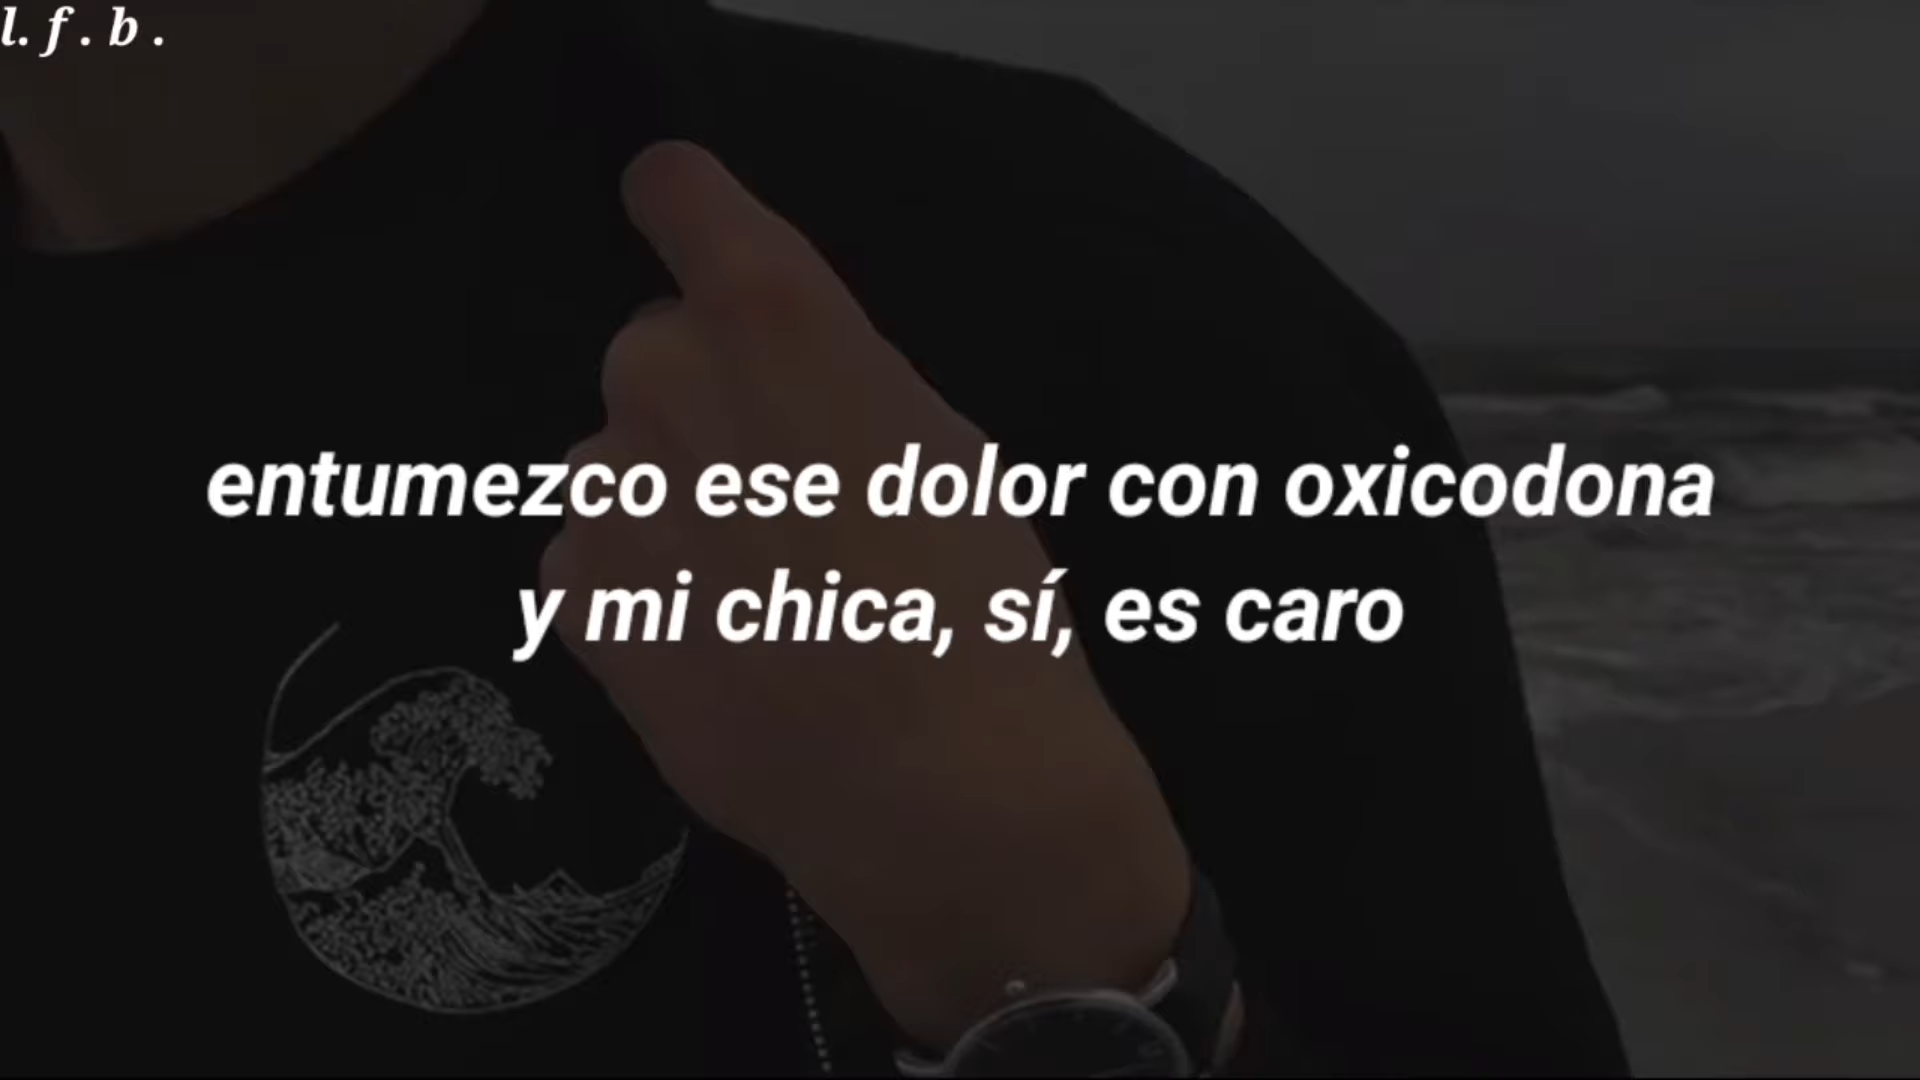 l. f . b .
entumezco ese dolor con oxicodona
y mi chica, sí, es caro